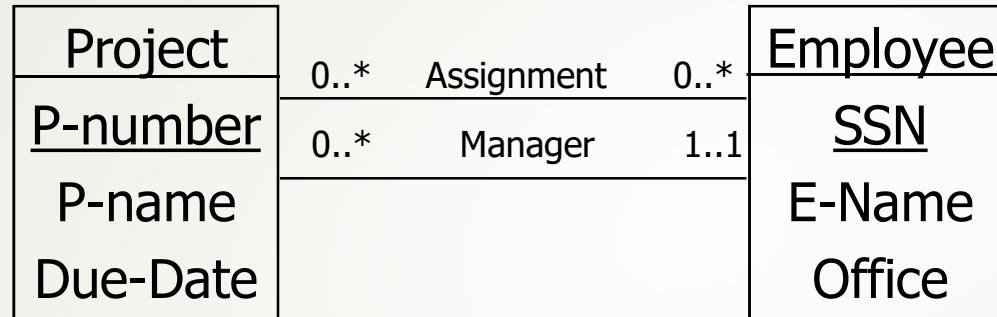 Project
P-number
P-name
Due-Date
0..* Assignment 0..*
0..* Manager 1..1
Employee
SSN
E-Name
Office